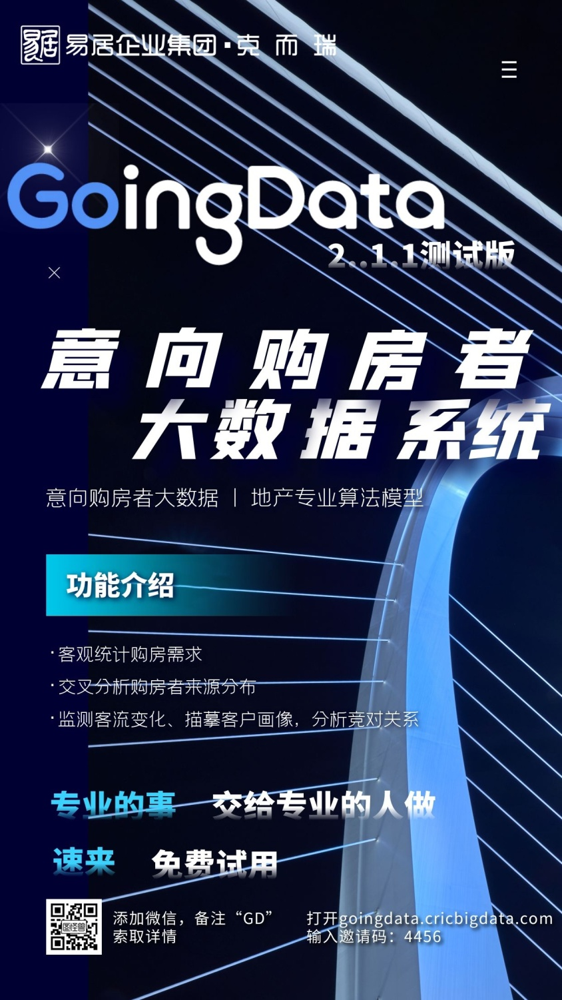 易居 易居企业集团·克而瑞
GoingData
2..1.1测试版
意向购房者
大数据系统
意向购房者大数据 | 地产专业算法模型
功能介绍
·客观统计购房需求
·交叉分析购房者来源分布
·监测客流变化、描摹客户画像，分析竞对关系
专业的事 交给专业的人做
速来 免费试用
图怪兽
添加微信，备注“GD”
索取详情
打开goingdata.cricbigdata.com
输入邀请码：4456